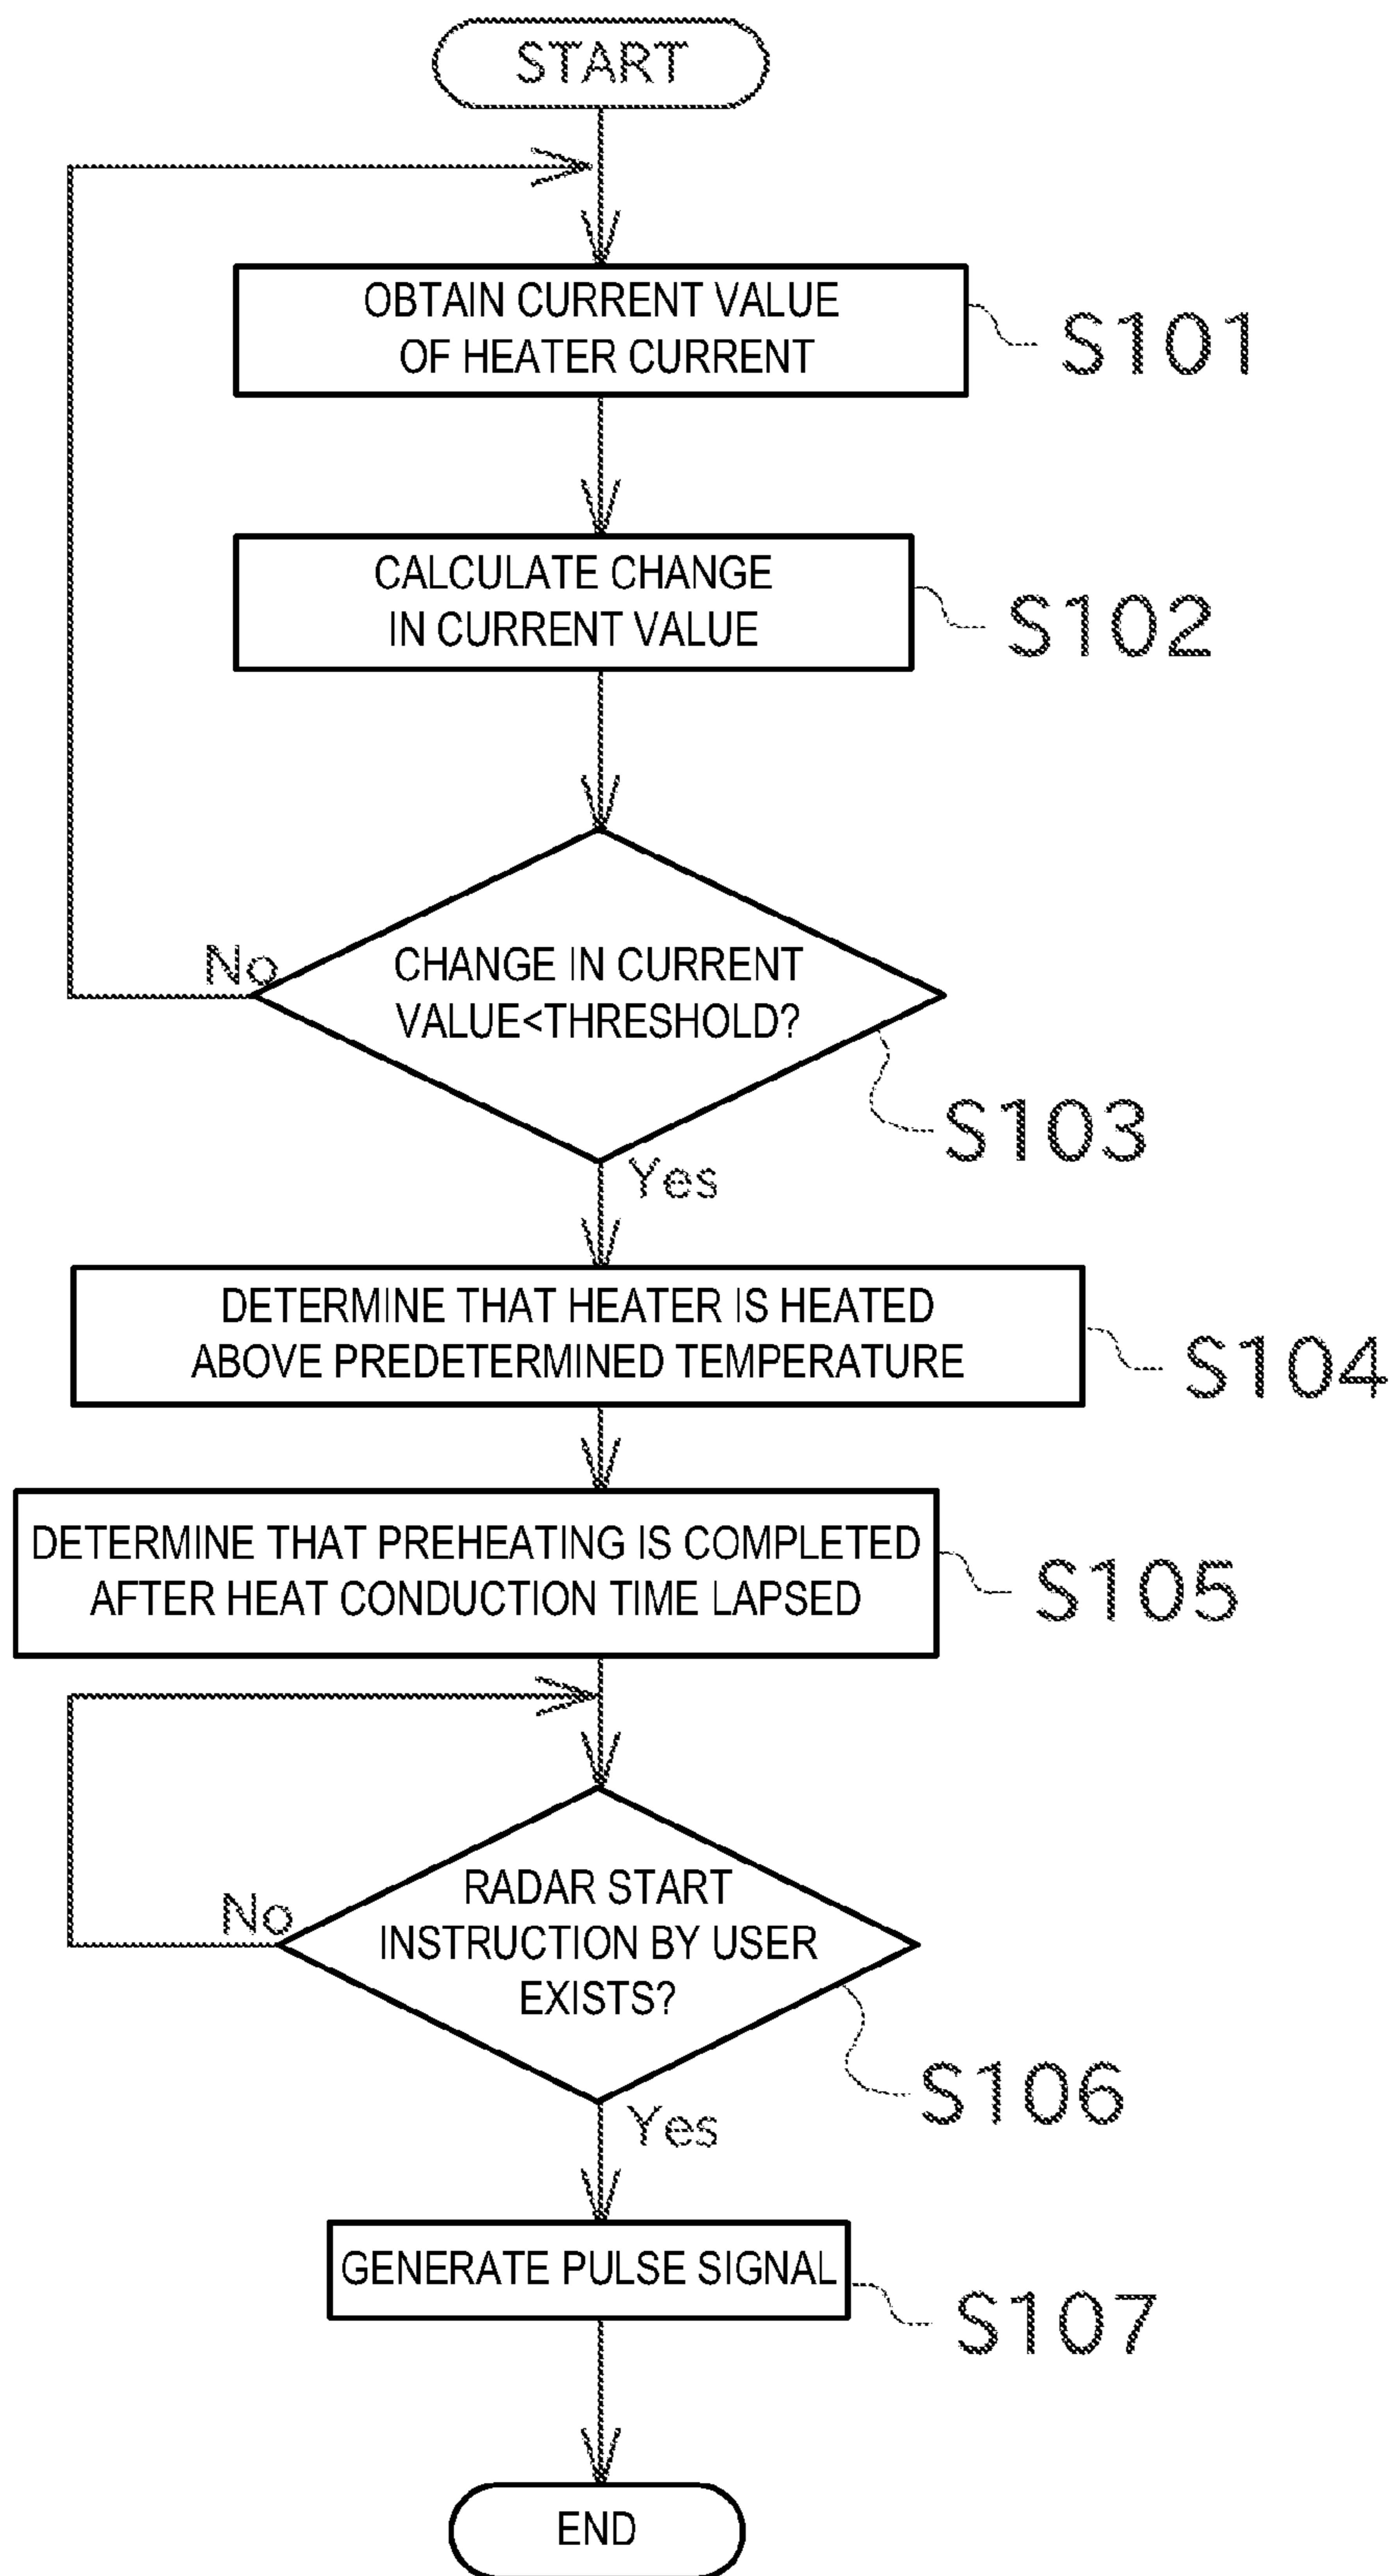 START
OBTAIN CURRENT VALUE
OF HEATER CURRENT
S101
CALCULATE CHANGE
IN CURRENT VALUE
S102
No
CHANGE IN CURRENT
VALUE<THRESHOLD?
S103
Yes
DETERMINE THAT HEATER IS HEATED
ABOVE PREDETERMINED TEMPERATURE
S104
DETERMINE THAT PREHEATING IS COMPLETED
AFTER HEAT CONDUCTION TIME LAPSED
S105
No
RADAR START
INSTRUCTION BY USER
EXISTS?
S106
Yes
GENERATE PULSE SIGNAL
S107
END